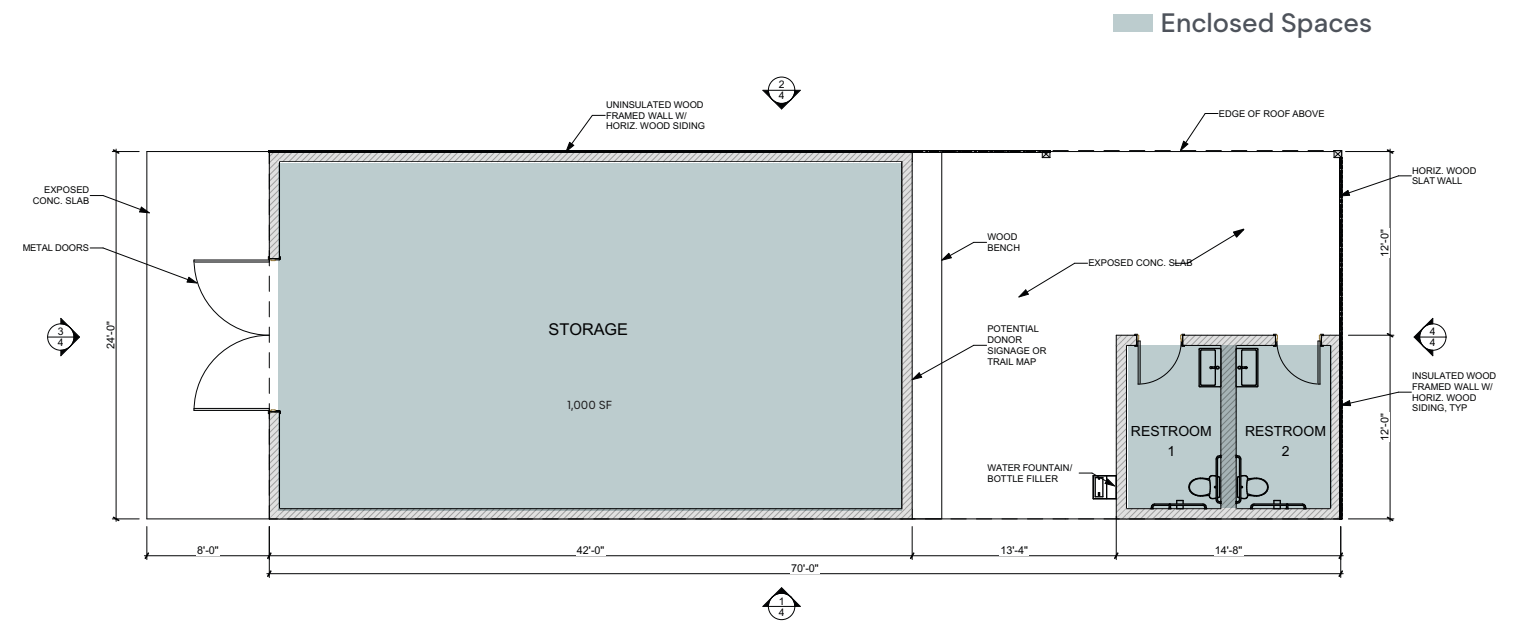 Enclosed Spaces
2
4
UNINSULATED WOOD
FRAMED WALL W/
HORIZ. WOOD SIDING
EDGE OF ROOF ABOVE
EXPOSED
CONC. SLAB
METAL DOORS
HORIZ. WOOD
SLAT WALL
WOOD
BENCH
EXPOSED CONC. SLAB
12'-0"
3
4
24'-0"
STORAGE
1,000 SF
POTENTIAL
DONOR
SIGNAGE OR
TRAIL MAP
4
4
INSULATED WOOD
FRAMED WALL W/
HORIZ. WOOD
SIDING, TYP
12'-0"
RESTROOM
1
RESTROOM
2
WATER FOUNTAIN/
BOTTLE FILLER
8'-0"
42'-0"
13'-4"
14'-8"
70'-0"
1
4